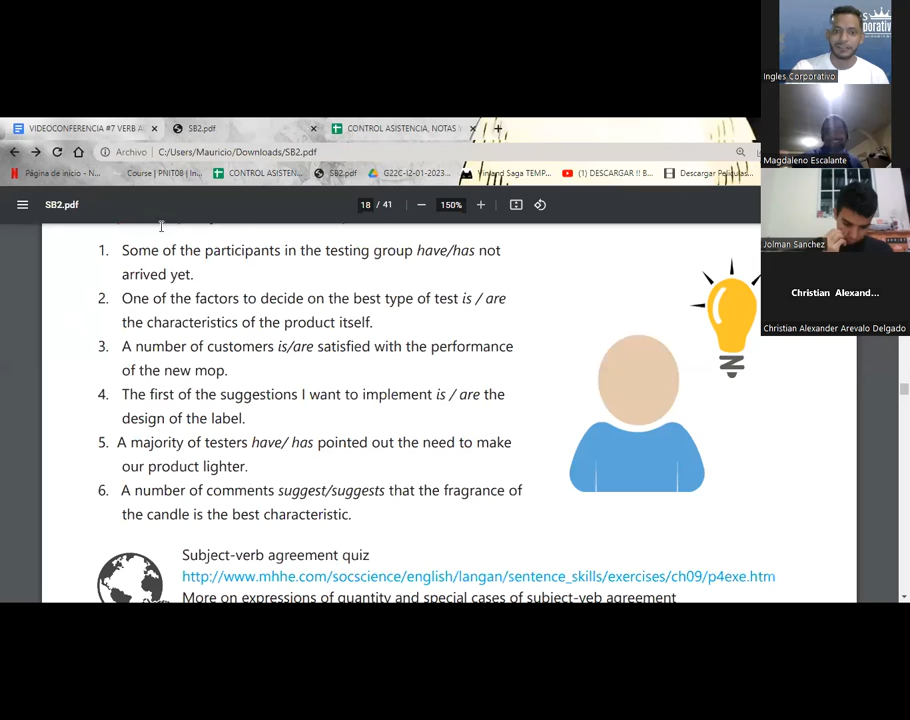 Ingles Corporativo
Magdaleno Escalante
Jolman Sanchez
Christian Alexand...
Christian Alexander Arevalo Delgado
VIDEOCONFERENCIA #7 VERB A
SB2.pdf
CONTROL ASISTENCIA, NOTAS Y
Archivo
C:/Users/Mauricio/Downloads/SB2.pdf
Página de inicio - N...
Course | PNIT08 | In...
CONTROL ASISTEN...
SB2.pdf
G22C-12-01-2023...
Vinland Saga TEMP...
(1) DESCARGAR !! B...
Descargar Peliculas...
SB2.pdf
18 / 41
150%
1. Some of the participants in the testing group have/has not
arrived yet.
2. One of the factors to decide on the best type of test is / are
the characteristics of the product itself.
3. A number of customers is/are satisfied with the performance
of the new mop.
4. The first of the suggestions I want to implement is / are the
design of the label.
5. A majority of testers have/ has pointed out the need to make
our product lighter.
6. A number of comments suggest/suggests that the fragrance of
the candle is the best characteristic.
Subject-verb agreement quiz
http://www.mhhe.com/socscience/english/langan/sentence_skills/exercises/ch09/p4exe.htm
More on expressions of quantity and special cases of subject-veb agreement